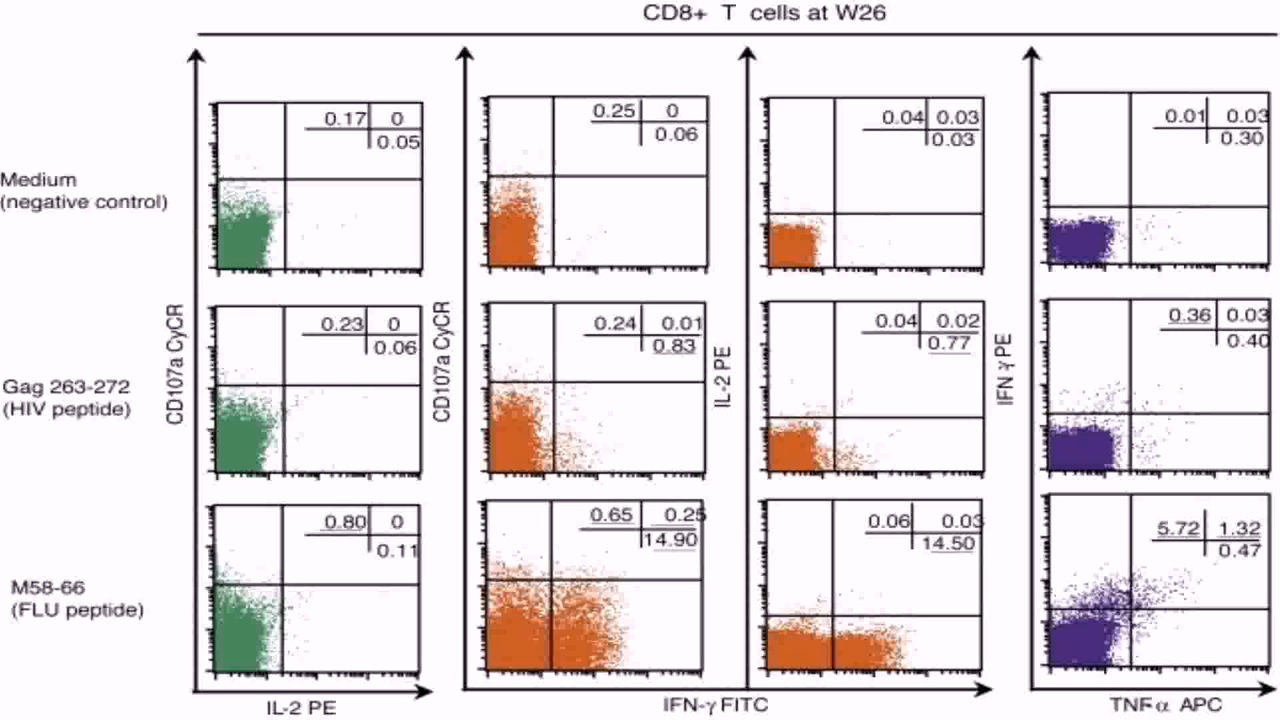 CD8+ T cells at W26
Medium
(negative control)
0.17 0
0.05
0.25 0
0.06
0.04 0.03
0.03
0.01 0.03
0.30
CD107a CyCR
CD107a CyCR
IL-2 PE
IFN γ PE
Gag 263-272
(HIV peptide)
0.23 0
0.06
0.24 0.01
0.83
0.04 0.02
0.77
0.36 0.03
0.40
M58-66
(FLU peptide)
0.80 0
0.11
0.65 0.25
14.90
0.06 0.03
14.50
5.72 1.32
0.47
IL-2 PE
IFN-γ FITC
TNF α APC